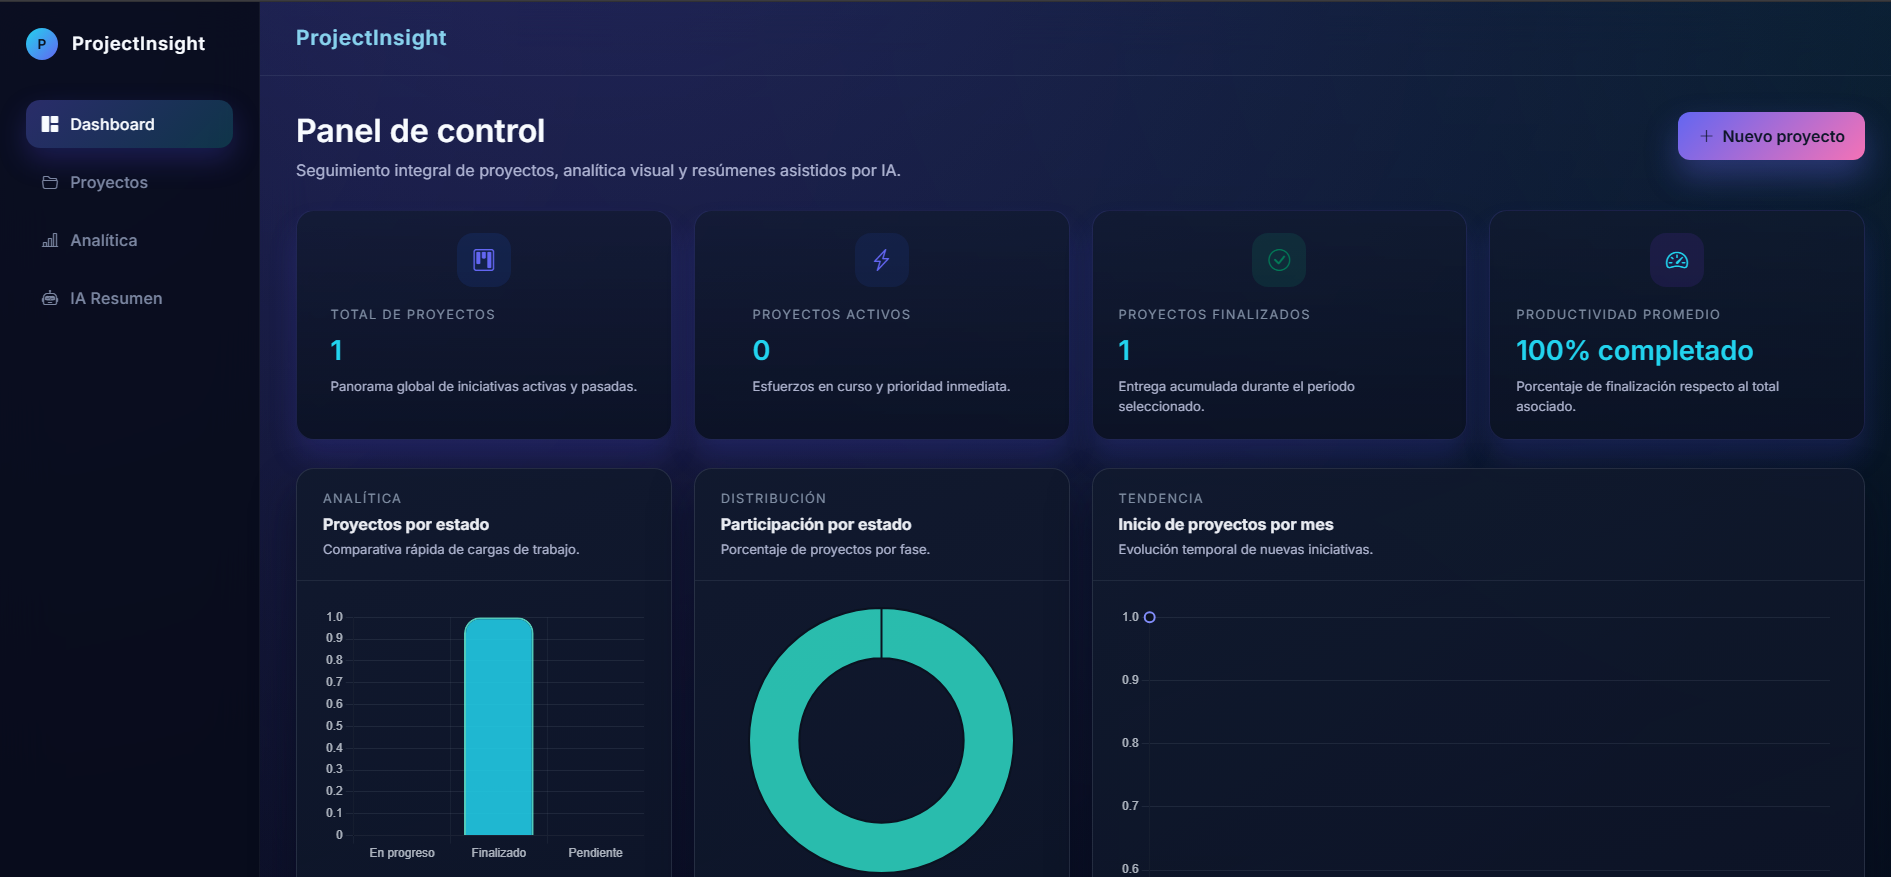 P
ProjectInsight
Dashboard
Proyectos
Analítica
IA Resumen
ProjectInsight
Panel de control
Seguimiento integral de proyectos, analítica visual y resúmenes asistidos por IA.
Nuevo proyecto
TOTAL DE PROYECTOS
1
Panorama global de iniciativas activas y pasadas.
PROYECTOS ACTIVOS
0
Esfuerzos en curso y prioridad inmediata.
PROYECTOS FINALIZADOS
1
Entrega acumulada durante el periodo
seleccionado.
PRODUCTIVIDAD PROMEDIO
100% completado
Porcentaje de finalización respecto al total
asociado.
ANALÍTICA
Proyectos por estado
Comparativa rápida de cargas de trabajo.
1.0
0.9
0.8
0.7
0.6
0.5
0.4
0.3
0.2
0.1
0
En progreso
Finalizado
Pendiente
DISTRIBUCIÓN
Participación por estado
Porcentaje de proyectos por fase.
TENDENCIA
Inicio de proyectos por mes
Evolución temporal de nuevas iniciativas.
1.0
0.9
0.8
0.7
0.6